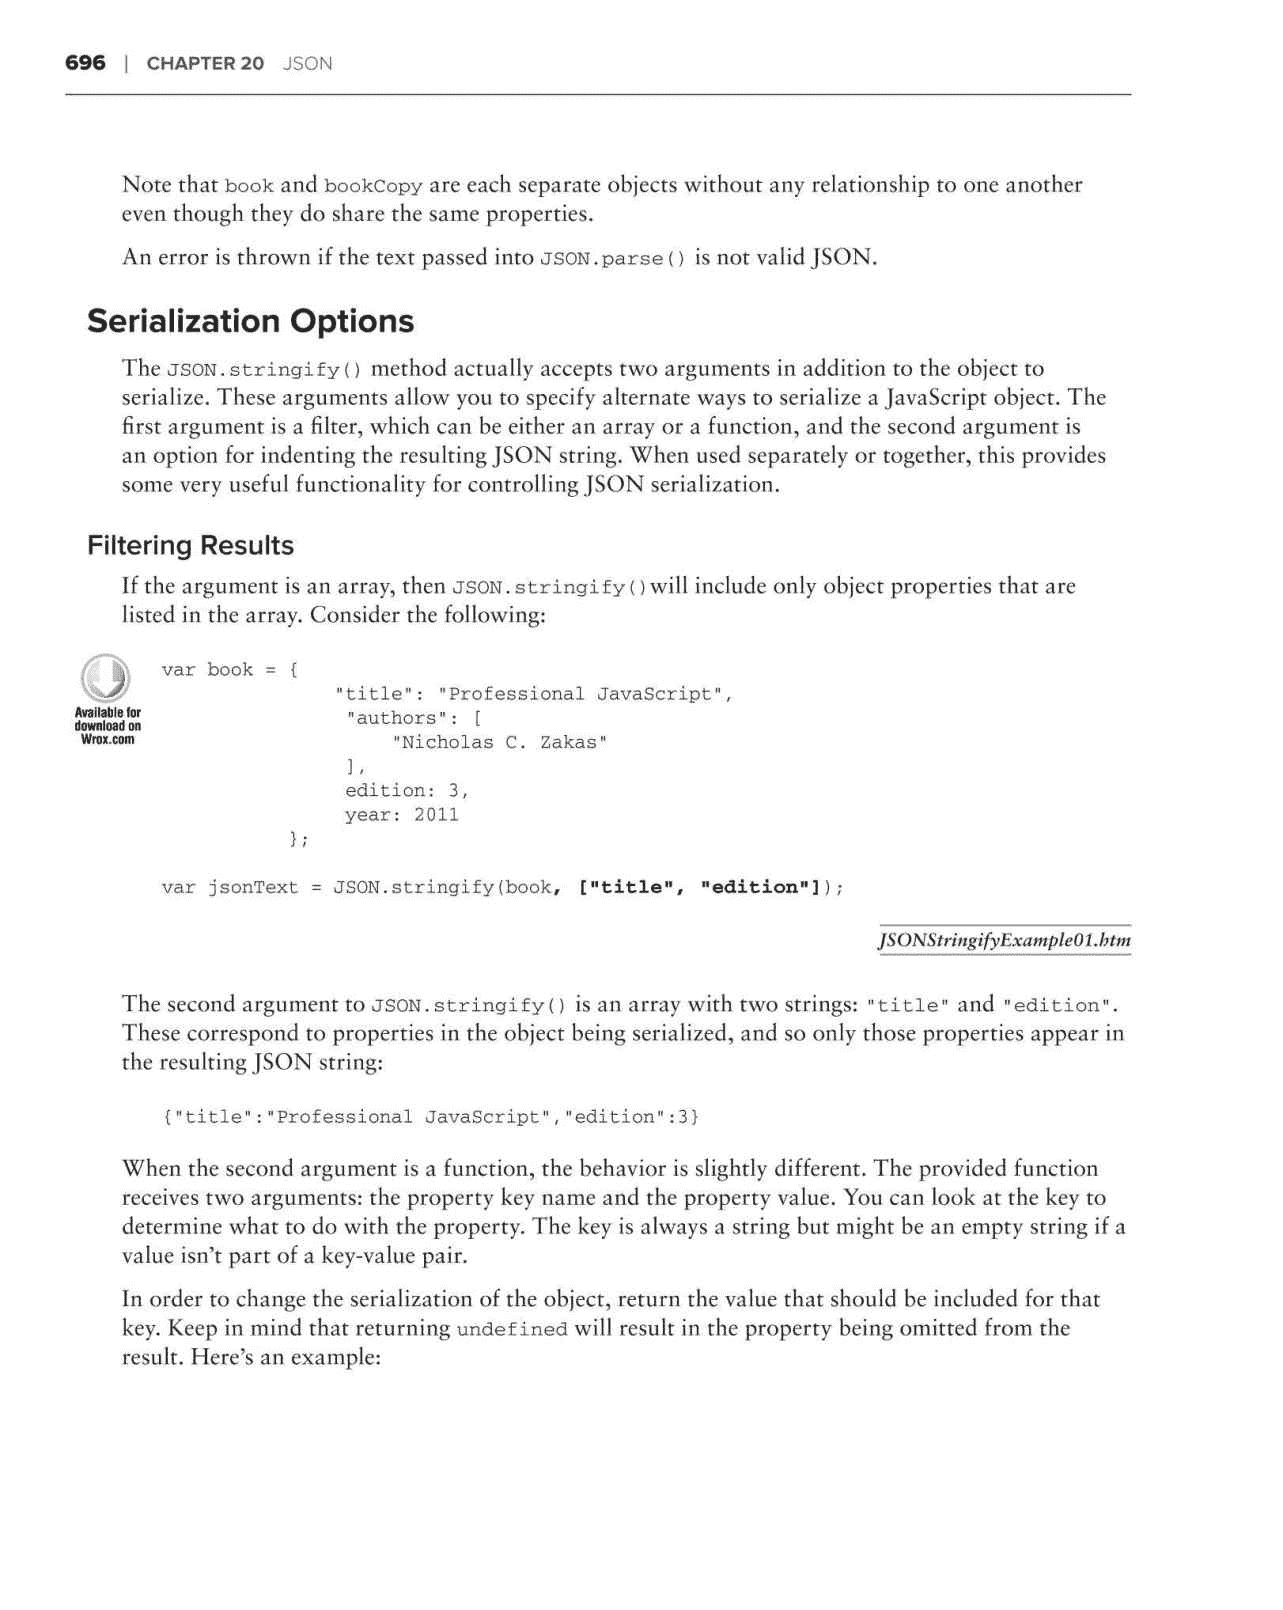 696 | CHAPTER 20 JSON
Note that book and bookCopy are each separate objects without any relationship to one another
even though they do share the same properties.
An error is thrown if the text passed into JSON.parse() is not valid JSON.
Serialization Options
The JSON.stringify() method actually accepts two arguments in addition to the object to
serialize. These arguments allow you to specify alternate ways to serialize a JavaScript object. The
first argument is a filter, which can be either an array or a function, and the second argument is
an option for indenting the resulting JSON string. When used separately or together, this provides
some very useful functionality for controlling JSON serialization.
Filtering Results
If the argument is an array, then JSON.stringify()will include only object properties that are
listed in the array. Consider the following:
Available for
download on
Wrox.com
var book = {
"title": "Professional JavaScript",
"authors": [
"Nicholas C. Zakas"
],
edition: 3,
year: 2011
};
var jsonText = JSON.stringify(book, ["title", "edition"]);
JSONStringifyExample01.htm
The second argument to JSON.stringify() is an array with two strings: "title" and "edition".
These correspond to properties in the object being serialized, and so only those properties appear in
the resulting JSON string:
{"title":"Professional JavaScript","edition":3}
When the second argument is a function, the behavior is slightly different. The provided function
receives two arguments: the property key name and the property value. You can look at the key to
determine what to do with the property. The key is always a string but might be an empty string if a
value isn't part of a key-value pair.
In order to change the serialization of the object, return the value that should be included for that
key. Keep in mind that returning undefined will result in the property being omitted from the
result. Here's an example: